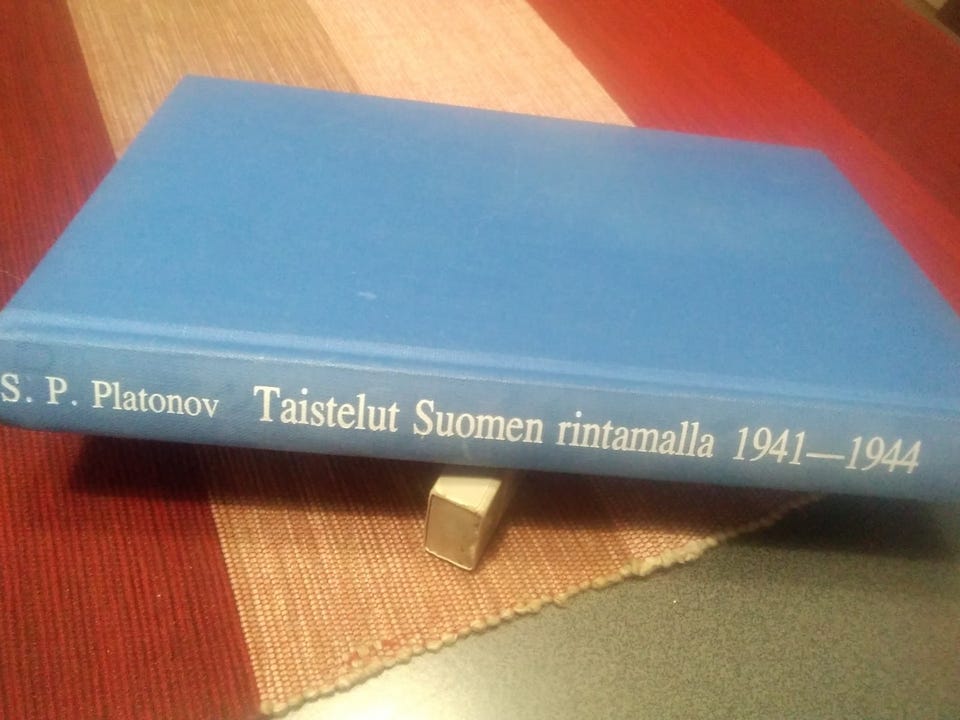 S. P. Platonov Taistelut Suomen rintamalla 1941—1944